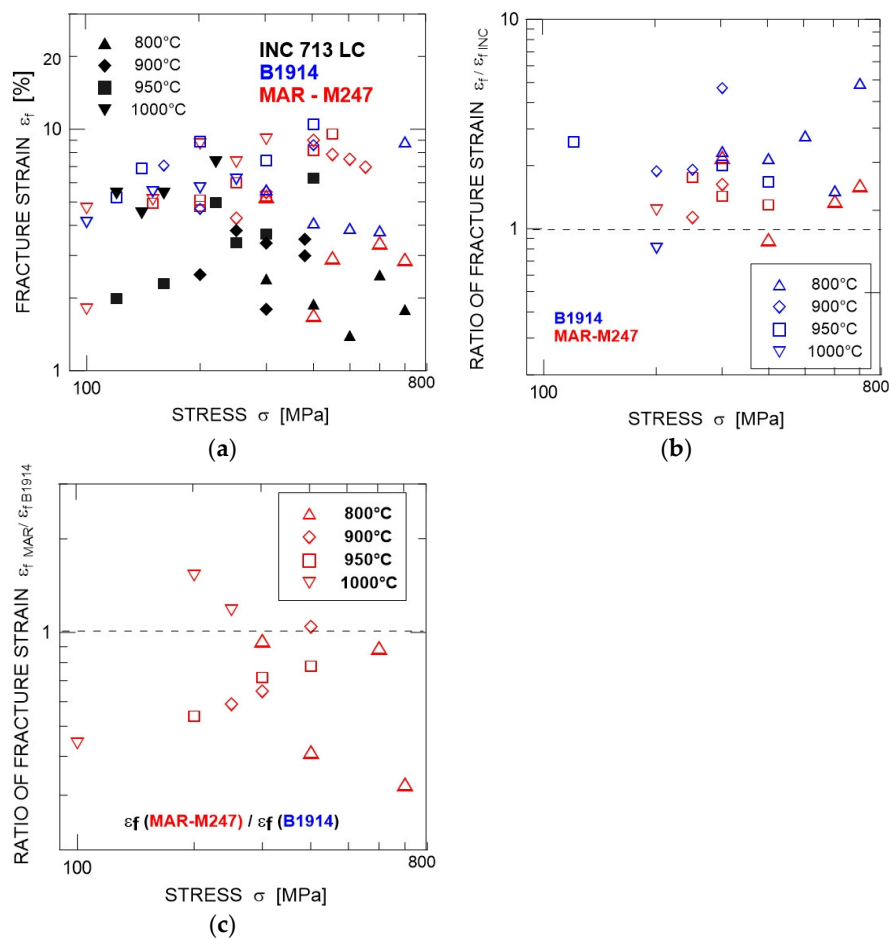 30
20
10
1
FRACTURE STRAIN εf [%]
800°C
900°C
950°C
1000°C
INC 713 LC
B1914
MAR - M247
100
800
STRESS σ [MPa]
(a)
10
1
RATIO OF FRACTURE STRAIN εf / εf INC
800°C
900°C
950°C
1000°C
B1914
MAR-M247
100
800
STRESS σ [MPa]
(b)
RATIO OF FRACTURE STRAIN εf MAR/ εf B1914
1
800°C
900°C
950°C
1000°C
εf (MAR-M247) / εf (B1914)
100
800
STRESS σ [MPa]
(c)